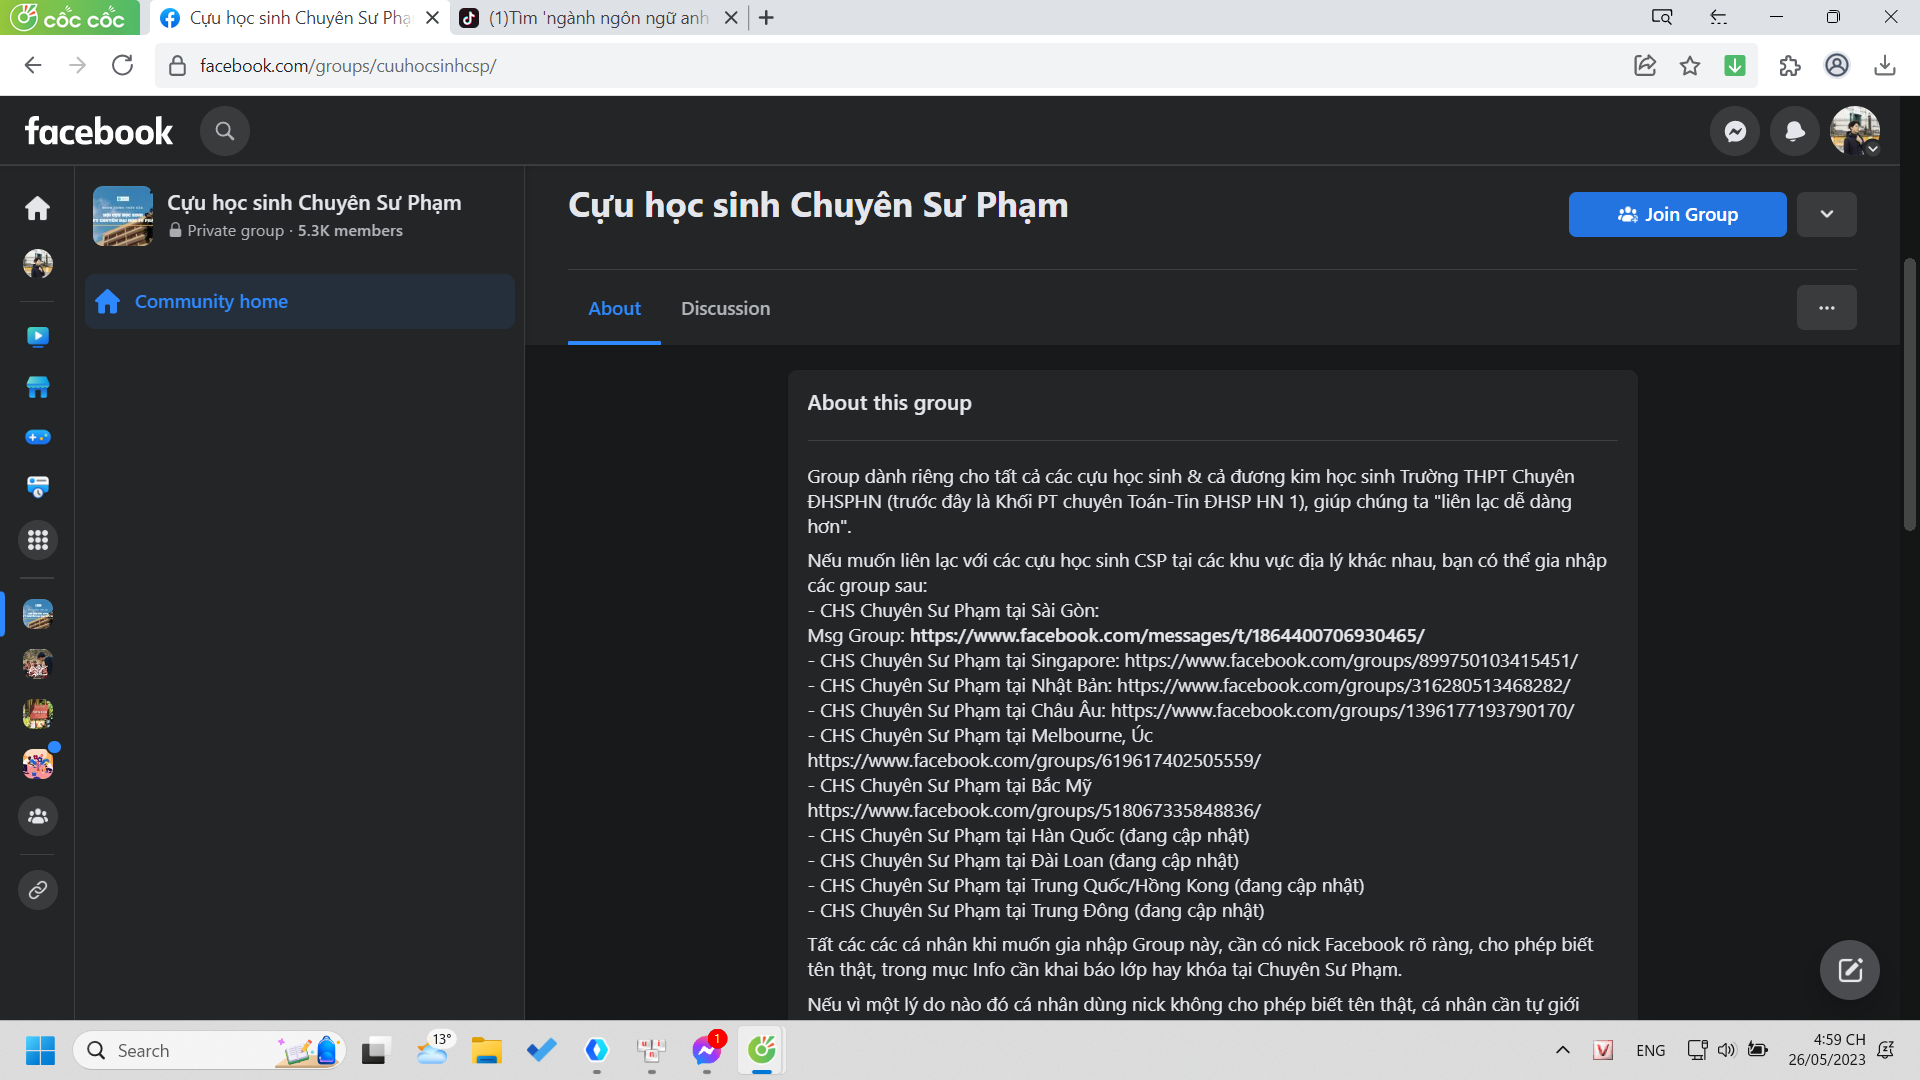 cốc cốc
Cựu học sinh Chuyên Sư Phạ
(1)Tìm 'ngành ngôn ngữ anh
facebook.com/groups/cuuhocsinhcsp/
facebook
Cựu học sinh Chuyên Sư Phạm
Private group · 5.3K members
Community home
Cựu học sinh Chuyên Sư Phạm
Join Group
About
Discussion
About this group
Group dành riêng cho tất cả các cựu học sinh & cả đương kim học sinh Trường THPT Chuyên
ĐHSPHN (trước đây là Khối PT chuyên Toán-Tin ĐHSP HN 1), giúp chúng ta "liên lạc dễ dàng
hơn".
Nếu muốn liên lạc với các cựu học sinh CSP tại các khu vực địa lý khác nhau, bạn có thể gia nhập
các group sau:
- CHS Chuyên Sư Phạm tại Sài Gòn:
Msg Group: https://www.facebook.com/messages/t/1864400706930465/
- CHS Chuyên Sư Phạm tại Singapore: https://www.facebook.com/groups/899750103415451/
- CHS Chuyên Sư Phạm tại Nhật Bản: https://www.facebook.com/groups/316280513468282/
- CHS Chuyên Sư Phạm tại Châu Âu: https://www.facebook.com/groups/1396177193790170/
- CHS Chuyên Sư Phạm tại Melbourne, Úc
https://www.facebook.com/groups/619617402505559/
- CHS Chuyên Sư Phạm tại Bắc Mỹ
https://www.facebook.com/groups/518067335848836/
- CHS Chuyên Sư Phạm tại Hàn Quốc (đang cập nhật)
- CHS Chuyên Sư Phạm tại Đài Loan (đang cập nhật)
- CHS Chuyên Sư Phạm tại Trung Quốc/Hồng Kong (đang cập nhật)
- CHS Chuyên Sư Phạm tại Trung Đông (đang cập nhật)
Tất các các cá nhân khi muốn gia nhập Group này, cần có nick Facebook rõ ràng, cho phép biết
tên thật, trong mục Info cần khai báo lớp hay khóa tại Chuyên Sư Phạm.
Nếu vì một lý do nào đó cá nhân dùng nick không cho phép biết tên thật, cá nhân cần tự giới
Search
13°
1
V
ENG
4:59 CH
26/05/2023